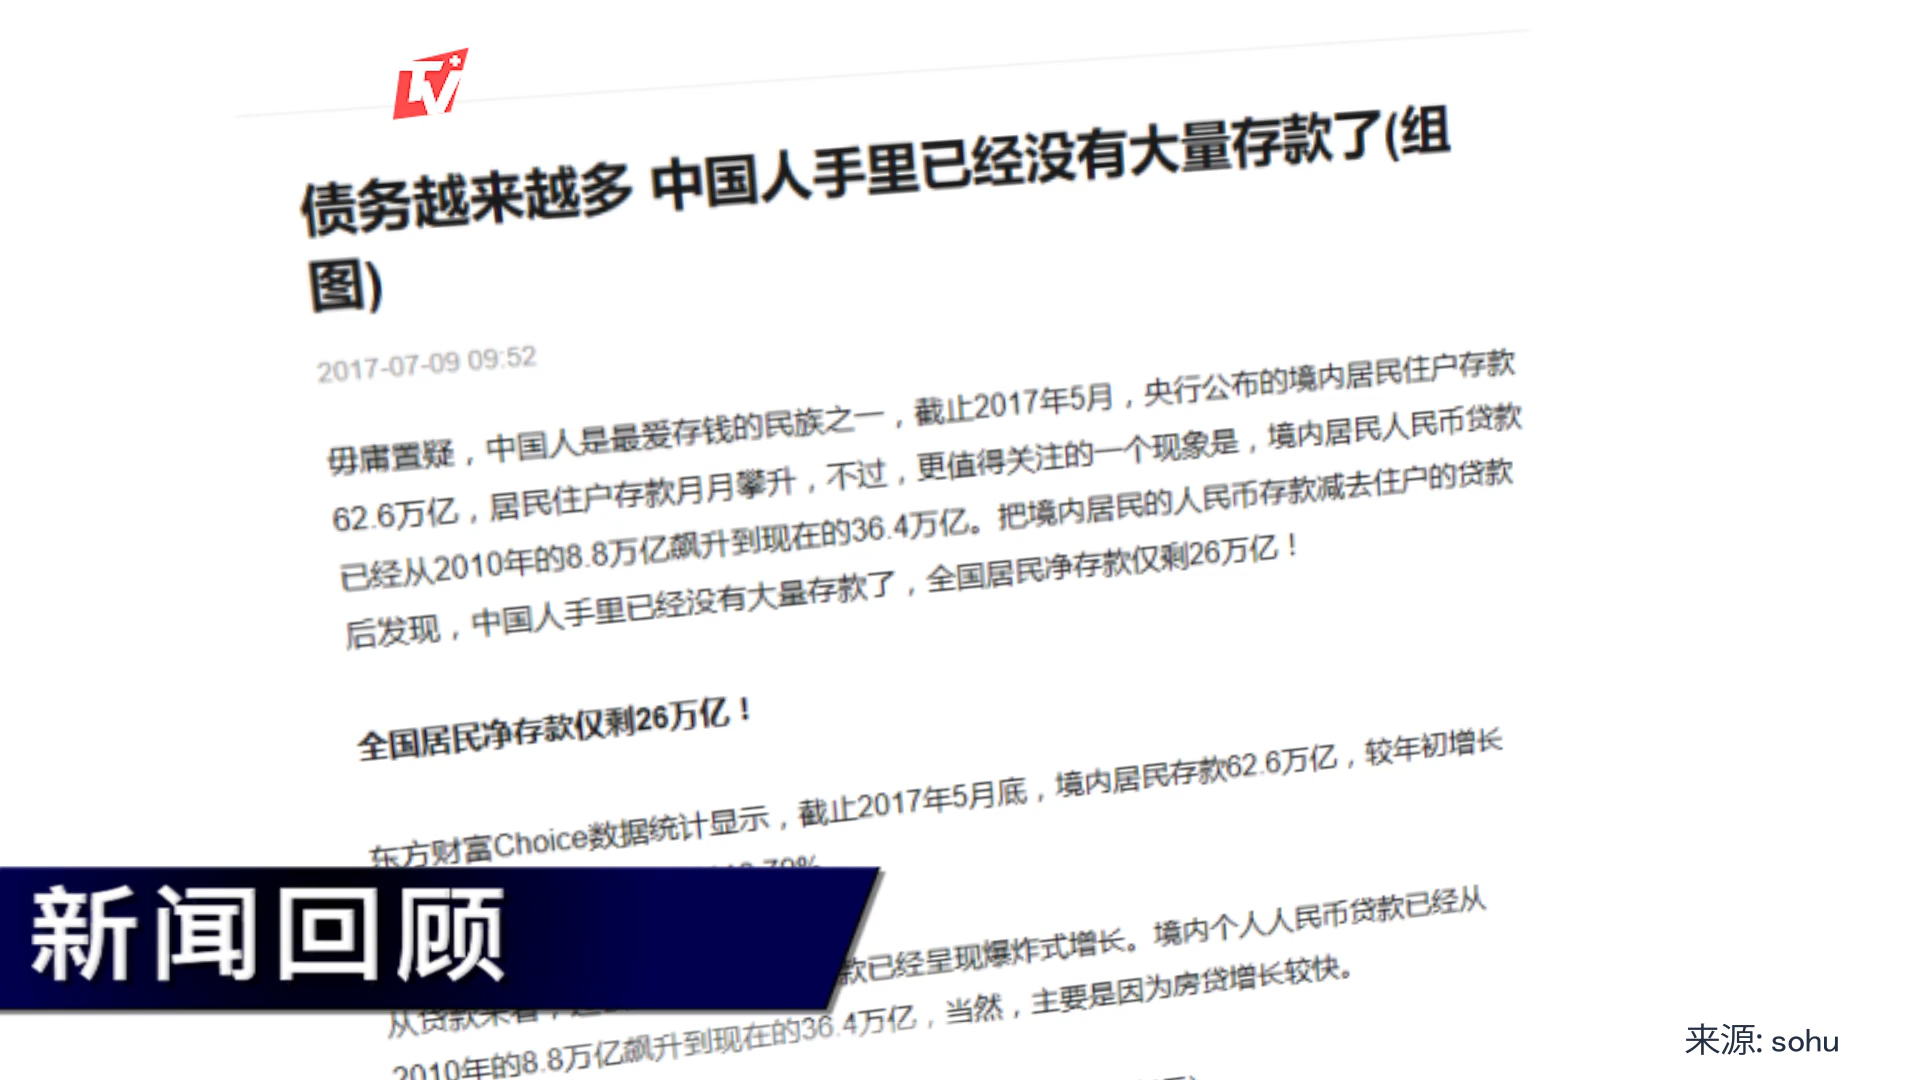 TV+
债务越来越多 中国人手里已经没有大量存款了(组
图)
2017-07-09 09:52
毋庸置疑，中国人是最爱存钱的民族之一，截止2017年5月，央行公布的境内居民住户存款
62.6万亿，居民住户存款月月攀升，不过，更值得关注的一个现象是，境内居民人民币贷款
已经从2010年的8.8万亿飙升到现在的36.4万亿。把境内居民的人民币存款减去住户的贷款
后发现，中国人手里已经没有大量存款了，全国居民净存款仅剩26万亿！
全国居民净存款仅剩26万亿！
东方财富Choice数据统计显示，截止2017年5月底，境内居民存款62.6万亿，较年初增长
新闻回顾
从贷款来看，款已经呈现爆炸式增长。境内个人人民币贷款已经从
2010年的8.8万亿飙升到现在的36.4万亿，当然，主要是因为房贷增长较快。
来源: sohu